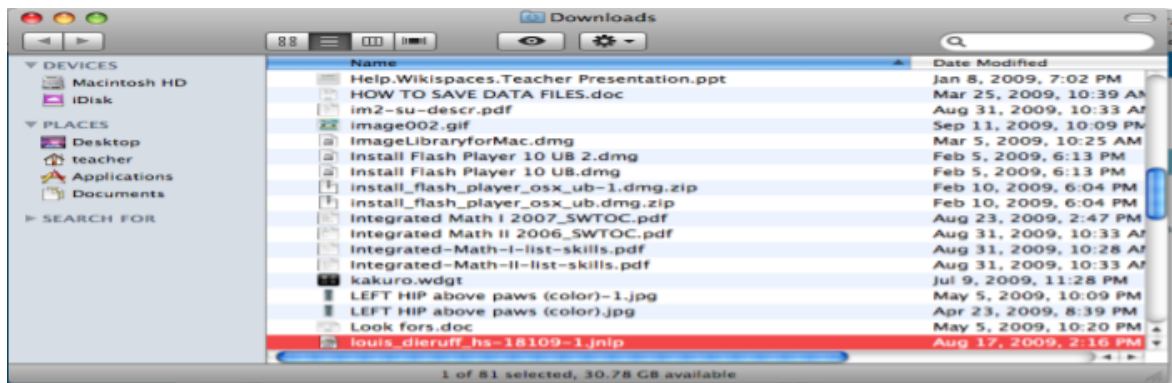 Downloads
DEVICES
Macintosh HD
iDisk
PLACES
Desktop
teacher
Applications
Documents
SEARCH FOR
Name Date Modified
Help.Wikispaces.Teacher Presentation.ppt Jan 8, 2009, 7:02 PM
HOW TO SAVE DATA FILES.doc Mar 25, 2009, 10:39 AM
im2-su-descr.pdf Aug 31, 2009, 10:33 AM
image002.gif Sep 11, 2009, 10:09 PM
ImageLibraryforMac.dmg Mar 5, 2009, 10:25 AM
Install Flash Player 10 UB 2.dmg Feb 5, 2009, 6:13 PM
Install Flash Player 10 UB.dmg Feb 5, 2009, 6:13 PM
install_flash_player_osx_ub-1.dmg.zip Feb 10, 2009, 6:04 PM
install_flash_player_osx_ub.dmg.zip Feb 10, 2009, 6:04 PM
Integrated Math I 2007_SWTOC.pdf Aug 23, 2009, 2:47 PM
Integrated Math II 2006_SWTOC.pdf Aug 31, 2009, 10:33 AM
Integrated-Math-I-list-skills.pdf Aug 31, 2009, 10:28 AM
Integrated-Math-II-list-skills.pdf Aug 31, 2009, 10:33 AM
kakuro.wdgt Jul 9, 2009, 11:28 PM
LEFT HIP above paws (color)-1.jpg May 5, 2009, 10:09 PM
LEFT HIP above paws (color).jpg Apr 23, 2009, 8:39 PM
Look fors.doc May 5, 2009, 10:20 PM
louis_dieruff_hs-18109-1.jnlp Aug 17, 2009, 2:16 PM
1 of 81 selected, 30.78 GB available